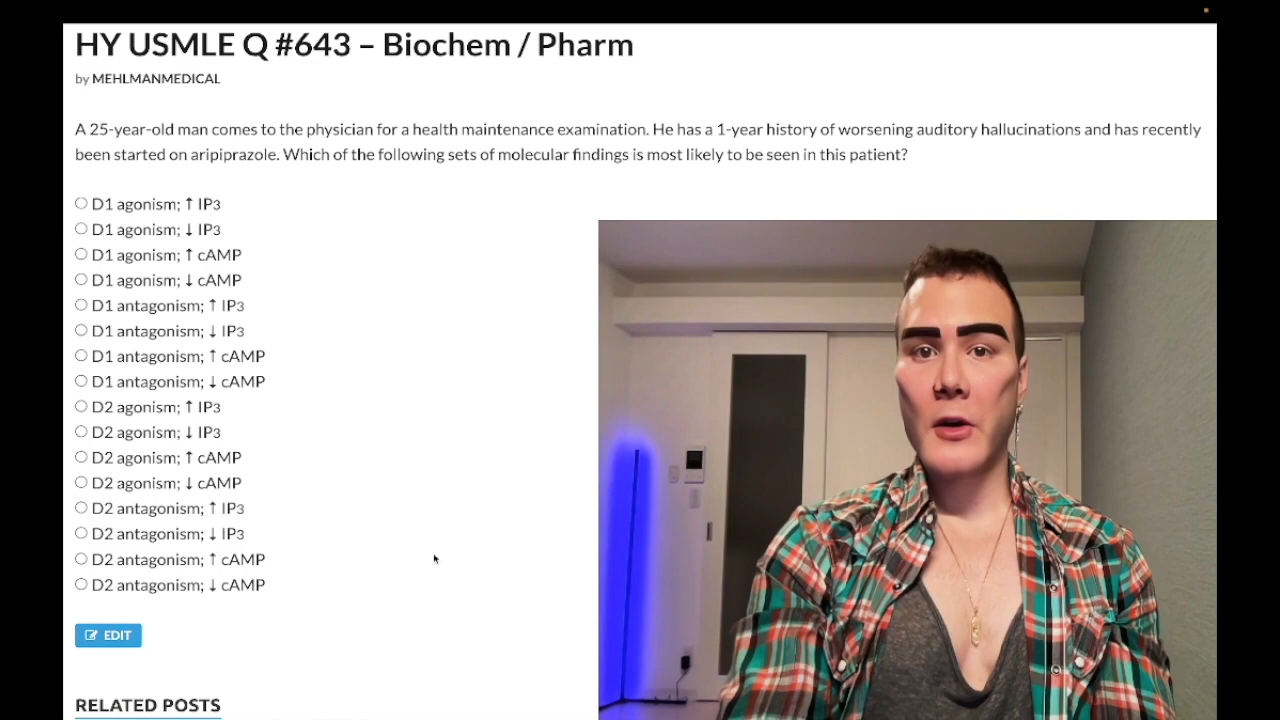 HY USMLE Q #643 – Biochem / Pharm
by MEHLMANMEDICAL
A 25-year-old man comes to the physician for a health maintenance examination. He has a 1-year history of worsening auditory hallucinations and has recently
been started on aripiprazole. Which of the following sets of molecular findings is most likely to be seen in this patient?
D1 agonism; ↑ IP3
D1 agonism; ↓ IP3
D1 agonism; ↑ cAMP
D1 agonism; ↓ cAMP
D1 antagonism; ↑ IP3
D1 antagonism; ↓ IP3
D1 antagonism; ↑ cAMP
D1 antagonism; ↓ cAMP
D2 agonism; ↑ IP3
D2 agonism; ↓ IP3
D2 agonism; ↑ cAMP
D2 agonism; ↓ cAMP
D2 antagonism; ↑ IP3
D2 antagonism; ↓ IP3
D2 antagonism; ↑ cAMP
D2 antagonism; ↓ cAMP
EDIT
RELATED POSTS